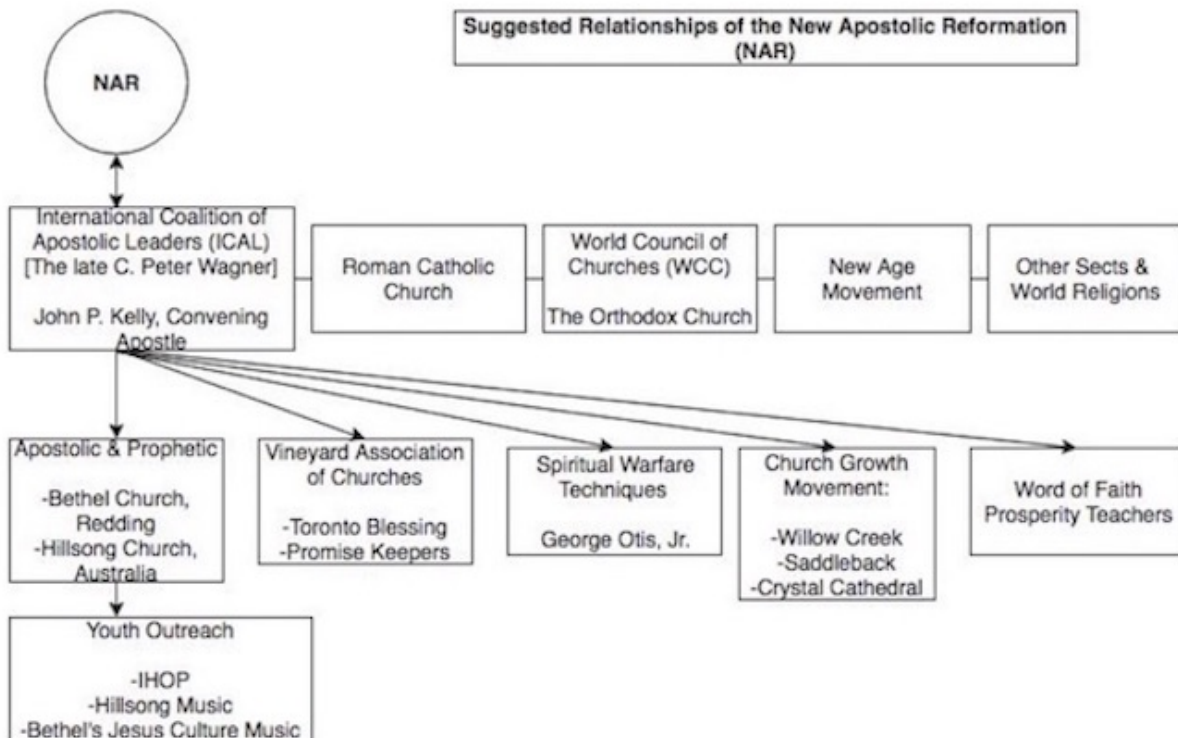 Suggested Relationships of the New Apostolic Reformation
(NAR)
NAR
International Coalition of
Apostolic Leaders (ICAL)
[The late C. Peter Wagner]
John P. Kelly, Convening
Apostle
Roman Catholic
Church
World Council of
Churches (WCC)
The Orthodox Church
New Age
Movement
Other Sects &
World Religions
Apostolic & Prophetic
-Bethel Church,
Redding
-Hillsong Church,
Australia
Vineyard Association
of Churches
-Toronto Blessing
-Promise Keepers
Spiritual Warfare
Techniques
George Otis, Jr.
Church Growth
Movement:
-Willow Creek
-Saddleback
-Crystal Cathedral
Word of Faith
Prosperity Teachers
Youth Outreach
-IHOP
-Hillsong Music
-Bethel's Jesus Culture Music